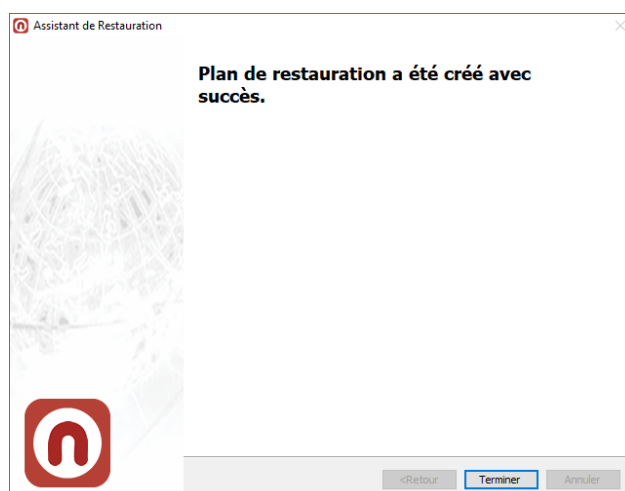 Assistant de Restauration
Plan de restauration a été créé avec
succès.
<Retour
Terminer
Annuler